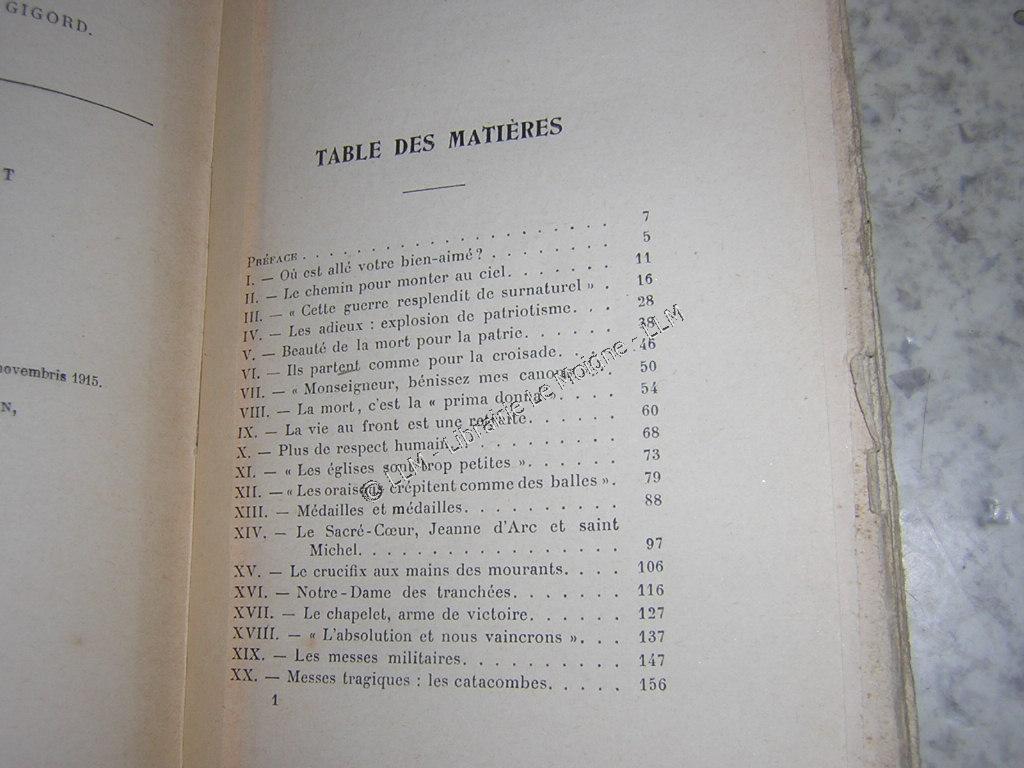 GIGORD.
T
novembris 1915.
N,
TABLE DES MATIÈRES
PRÉFACE . . . . . . . . . . . . . . . . . 7
I. — Où est allé votre bien-aimé ? . . . . . . . 5
II. — Le chemin pour monter au ciel. . . . . . . 11
III. — « Cette guerre resplendit de surnaturel » . 16
IV. — Les adieux : explosion de patriotisme. . . 28
V. — Beauté de la mort pour la patrie. . . . . . 38
VI. — Ils partent comme pour la croisade. . . . 46
VII. — « Monseigneur, bénissez mes canons 50
VIII. — La mort, c'est la « prima donna 54
IX. — La vie au front est une retraite. . . . . . 60
X. — Plus de respect humain . . . . . . . . . 68
XI. — « Les églises sont trop petites ». . . . . . 73
XII. — « Les oraisons crépitent comme des balles ». 79
XIII. — Médailles et médailles. . . . . . . . . . 88
XIV. — Le Sacré-Cœur, Jeanne d'Arc et saint
Michel. . . . . . . . . . . . . . . . 97
XV. — Le crucifix aux mains des mourants. . . . 106
XVI. — Notre-Dame des tranchées. . . . . . . 116
XVII. — Le chapelet, arme de victoire. . . . . . 127
XVIII. — « L'absolution et nous vaincrons ». . . 137
XIX. — Les messes militaires. . . . . . . . . . 147
XX. — Messes tragiques : les catacombes. . . . . 156
1
© LLM - Librairie Le Moigne - LLM